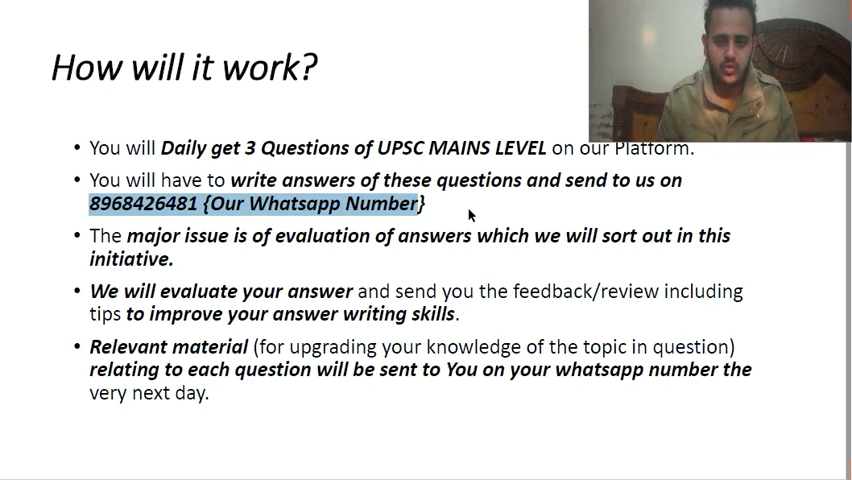 How will it work?
• You will Daily get 3 Questions of UPSC MAINS LEVEL on our Platform.
• You will have to write answers of these questions and send to us on
8968426481 {Our Whatsapp Number}
• The major issue is of evaluation of answers which we will sort out in this
initiative.
• We will evaluate your answer and send you the feedback/review including
tips to improve your answer writing skills.
• Relevant material (for upgrading your knowledge of the topic in question)
relating to each question will be sent to You on your whatsapp number the
very next day.